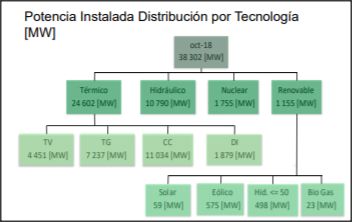 Potencia Instalada Distribución por Tecnología
[MW]
oct-18
38 302 [MW]
Térmico
24 602 [MW]
Hidráulico
10 790 [MW]
Nuclear
1 755 [MW]
Renovable
1 155 [MW]
TV
4 451 [MW]
TG
7 237 [MW]
CC
11 034 [MW]
DI
1 879 [MW]
Solar
59 [MW]
Eólico
575 [MW]
Hid. <= 50
498 [MW]
Bio Gas
23 [MW]